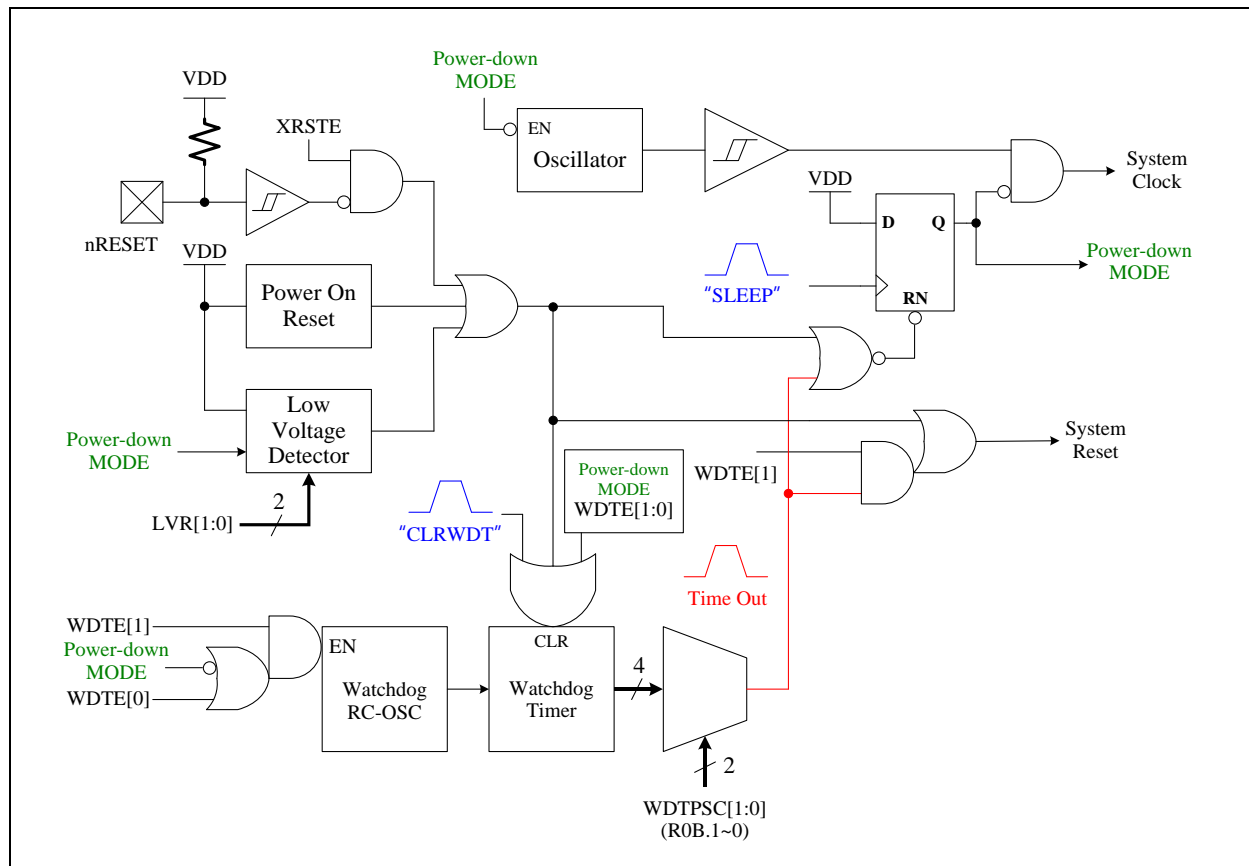 Power-down
MODE
VDD
XRSTE
EN
Oscillator
System
Clock
VDD
D
Q
nRESET
VDD
Power-down
MODE
Power On
Reset
"SLEEP"
RN
Low
Voltage
Detector
Power-down
MODE
System
Reset
Power-down
MODE
WDTE[1:0]
WDTE[1]
2
LVR[1:0]
"CLRWDT"
Time Out
WDTE[1]
CLR
EN
Power-down
MODE
4
Watchdog
RC-OSC
Watchdog
Timer
WDTE[0]
2
WDTPSC[1:0]
(R0B.1~0)